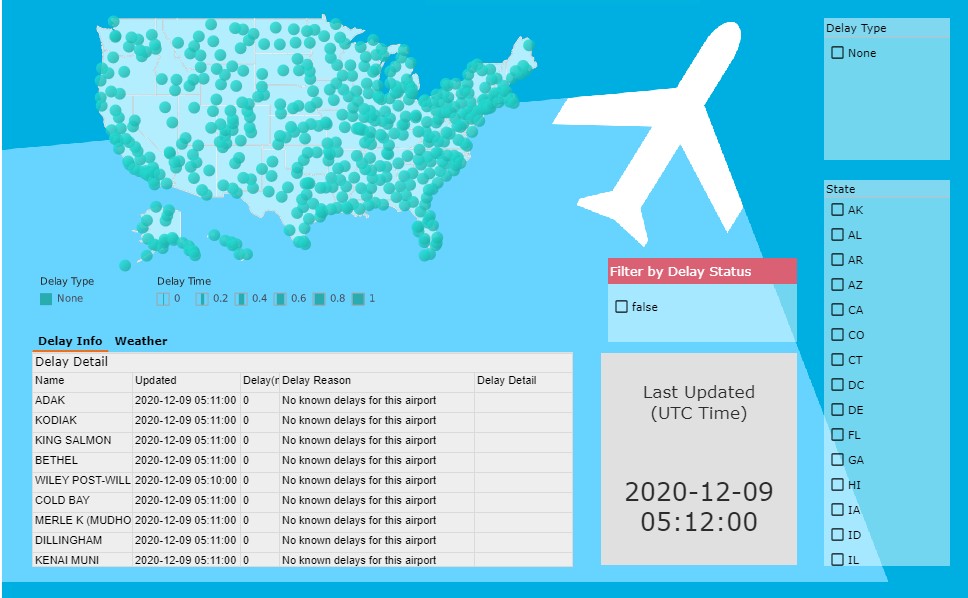 Delay Type
None
State
AK
AL
AR
AZ
CA
CO
CT
DC
DE
FL
GA
HI
IA
ID
IL
Filter by Delay Status
false
Delay Type
None
Delay Time
0 0.2 0.4 0.6 0.8 1
Delay Info Weather
Delay Detail
Name Updated Delay(r Delay Reason Delay Detail
ADAK 2020-12-09 05:11:00 0 No known delays for this airport
KODIAK 2020-12-09 05:11:00 0 No known delays for this airport
KING SALMON 2020-12-09 05:11:00 0 No known delays for this airport
BETHEL 2020-12-09 05:11:00 0 No known delays for this airport
WILEY POST-WILL 2020-12-09 05:10:00 0 No known delays for this airport
COLD BAY 2020-12-09 05:11:00 0 No known delays for this airport
MERLE K (MUDHO 2020-12-09 05:11:00 0 No known delays for this airport
DILLINGHAM 2020-12-09 05:11:00 0 No known delays for this airport
KENAI MUNI 2020-12-09 05:11:00 0 No known delays for this airport
Last Updated
(UTC Time)
2020-12-09
05:12:00